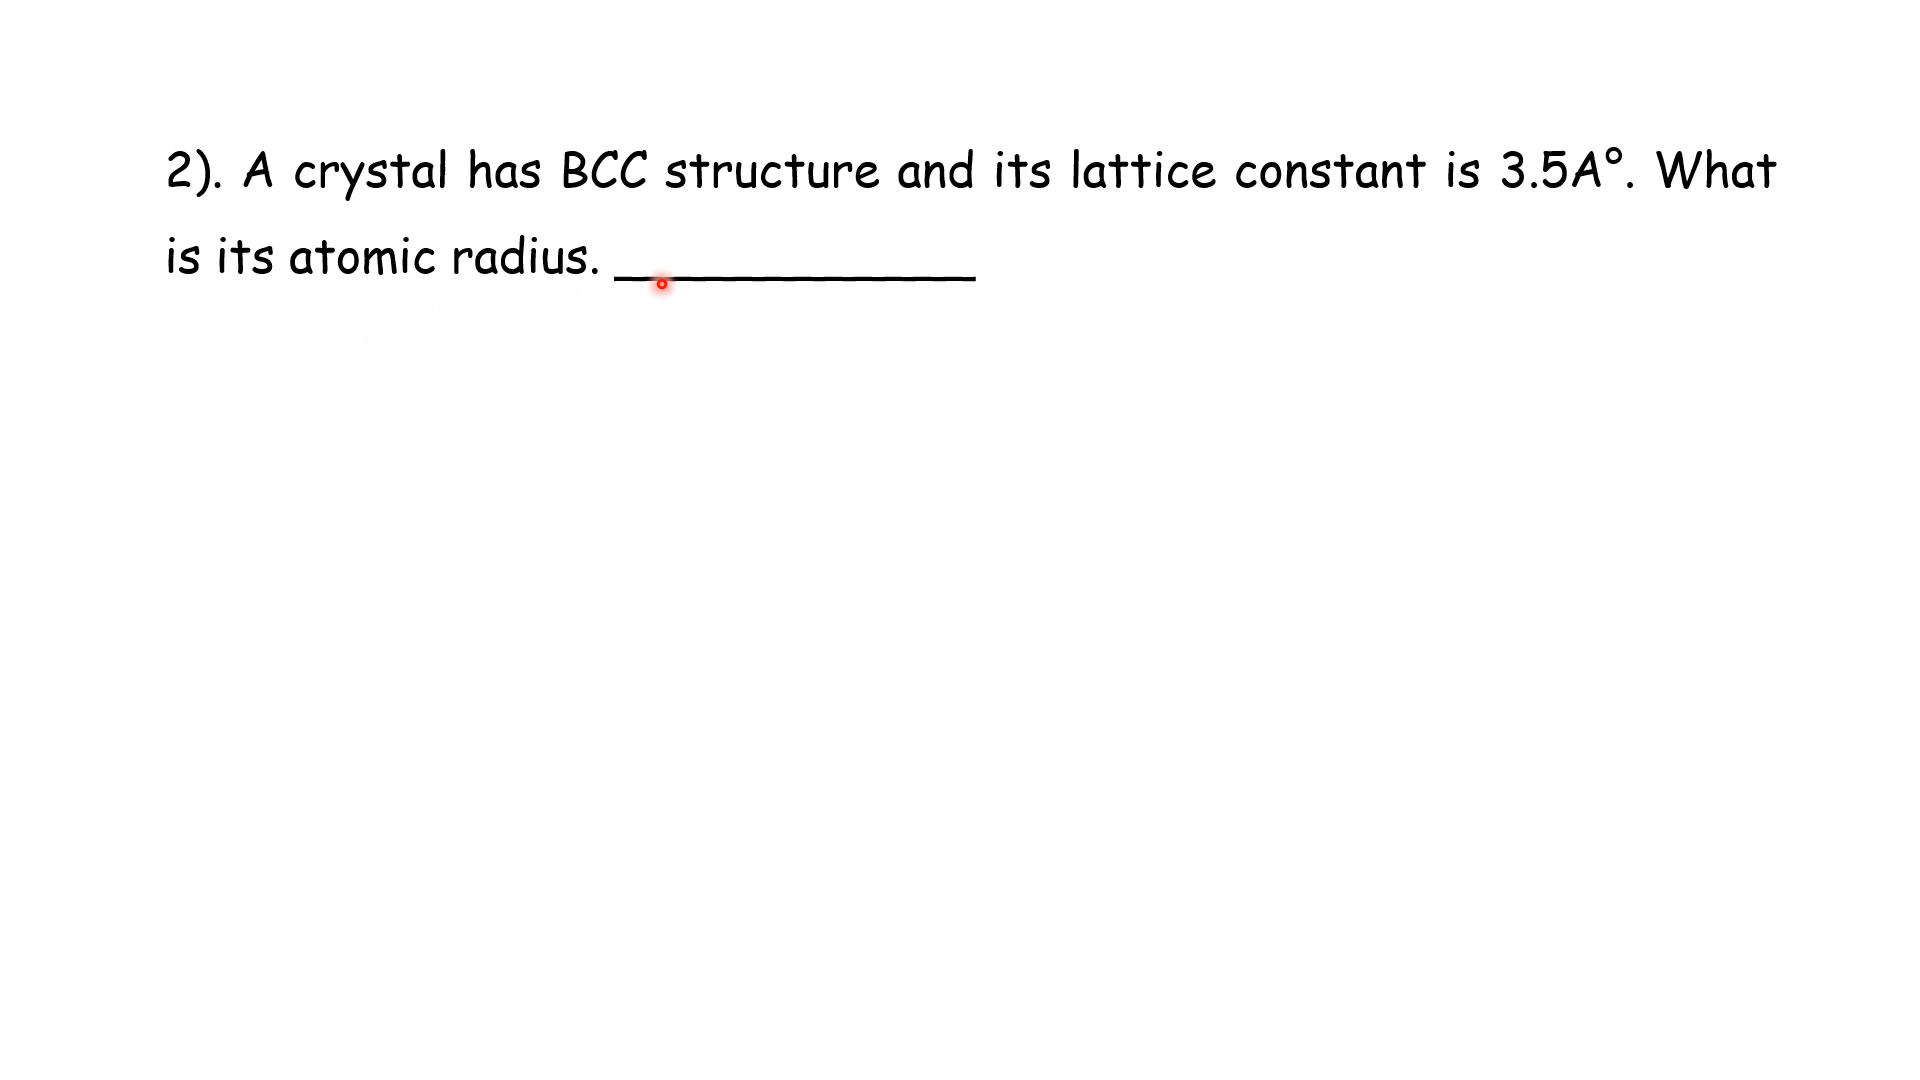 2). A crystal has BCC structure and its lattice constant is 3.5A°. What
is its atomic radius. ____________